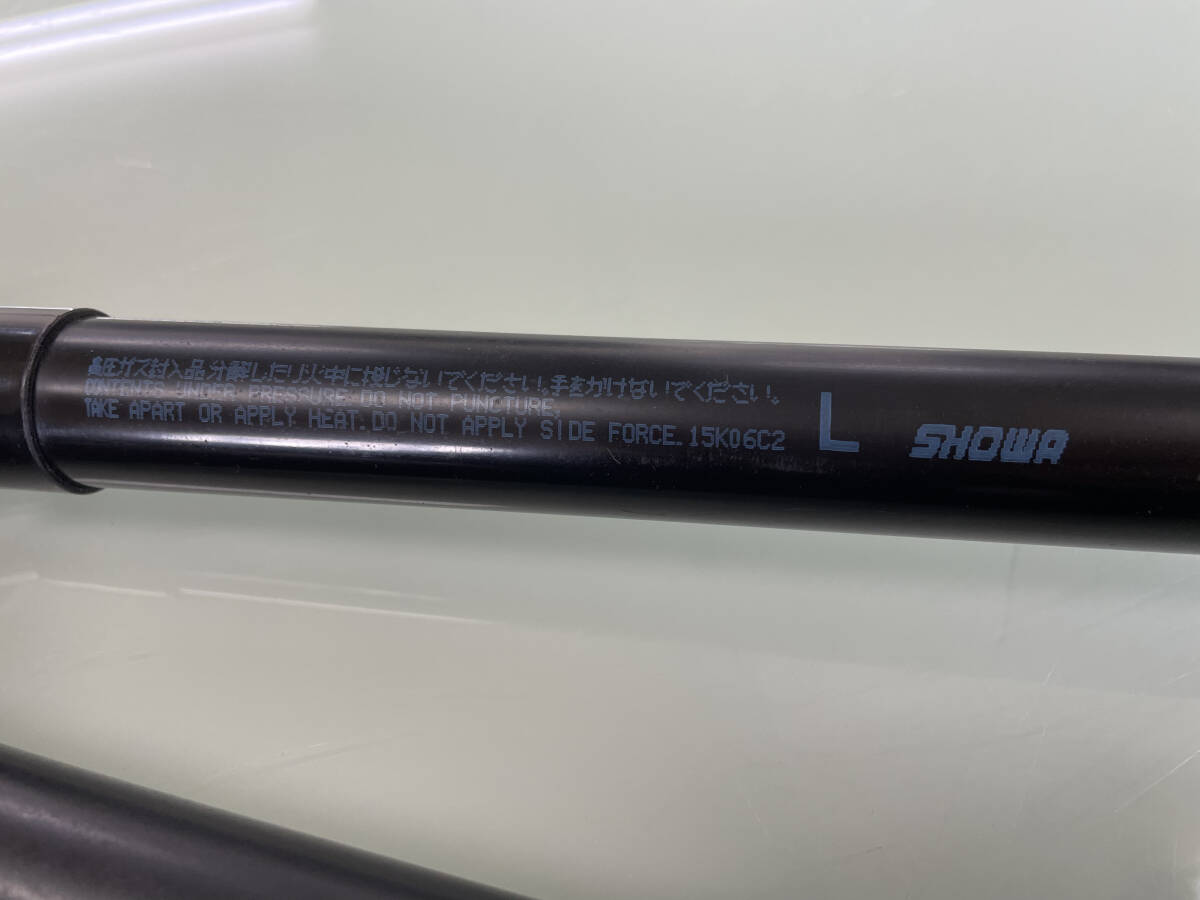 高圧ガス封入品分解したり火中に投じないでください。手をかけないでください。
CONTENTS UNDER PRESSURE.DO NOT PUNCTURE,
TAKE APART OR APPLY HEAT.DO NOT APPLY SIDE FORCE.15K06C2
L
SHOWA